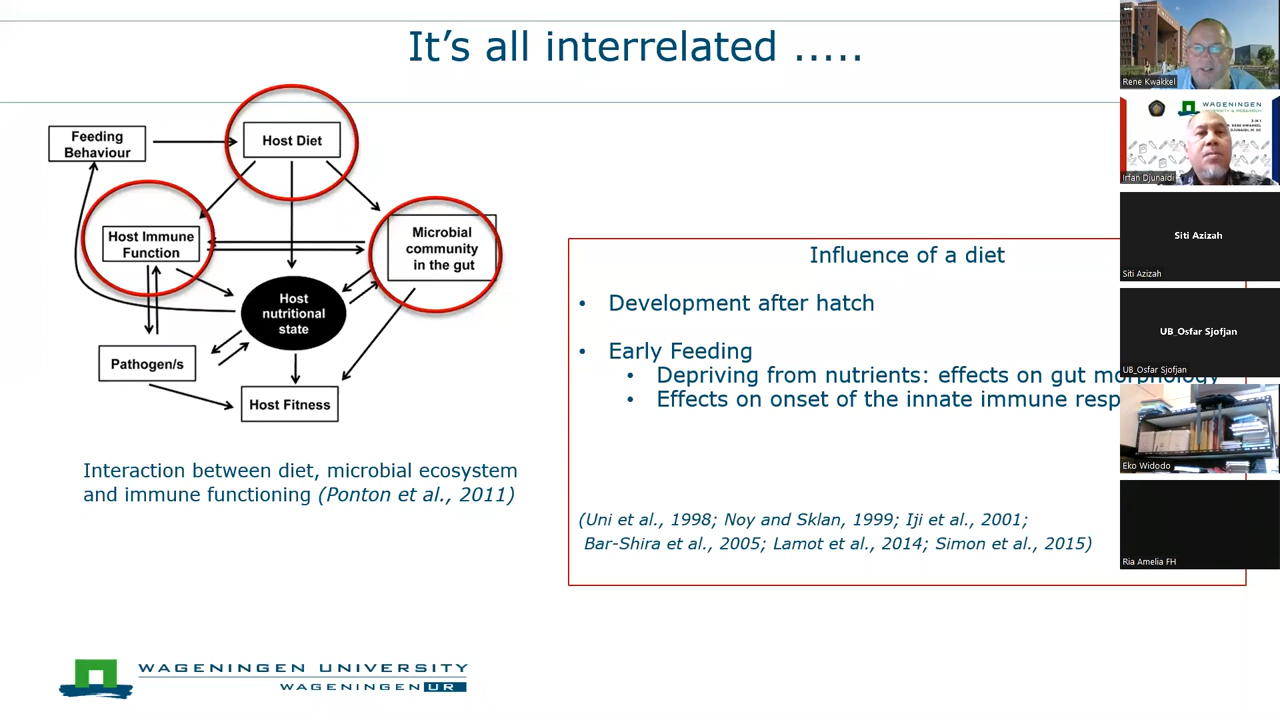 It's all interrelated .....
Feeding
Behaviour
Host Diet
Host Immune
Function
Microbial
community
in the gut
Host
nutritional
state
Pathogen/s
Host Fitness
Interaction between diet, microbial ecosystem
and immune functioning (Ponton et al., 2011)
Influence of a diet
• Development after hatch
• Early Feeding
• Depriving from nutrients: effects on gut morphology
• Effects on onset of the innate immune resp
(Uni et al., 1998; Noy and Sklan, 1999; Iji et al., 2001;
Bar-Shira et al., 2005; Lamot et al., 2014; Simon et al., 2015)
WAGENINGEN UNIVERSITY
WAGENINGEN UR
Rene Kwakkel
WAGENINGEN
Irfan Djunaidi
Siti Azizah
Siti Azizah
UB_Osfar Sjofjan
UB_Osfar Sjofjan
Eko Widodo
Ria Amelia FH